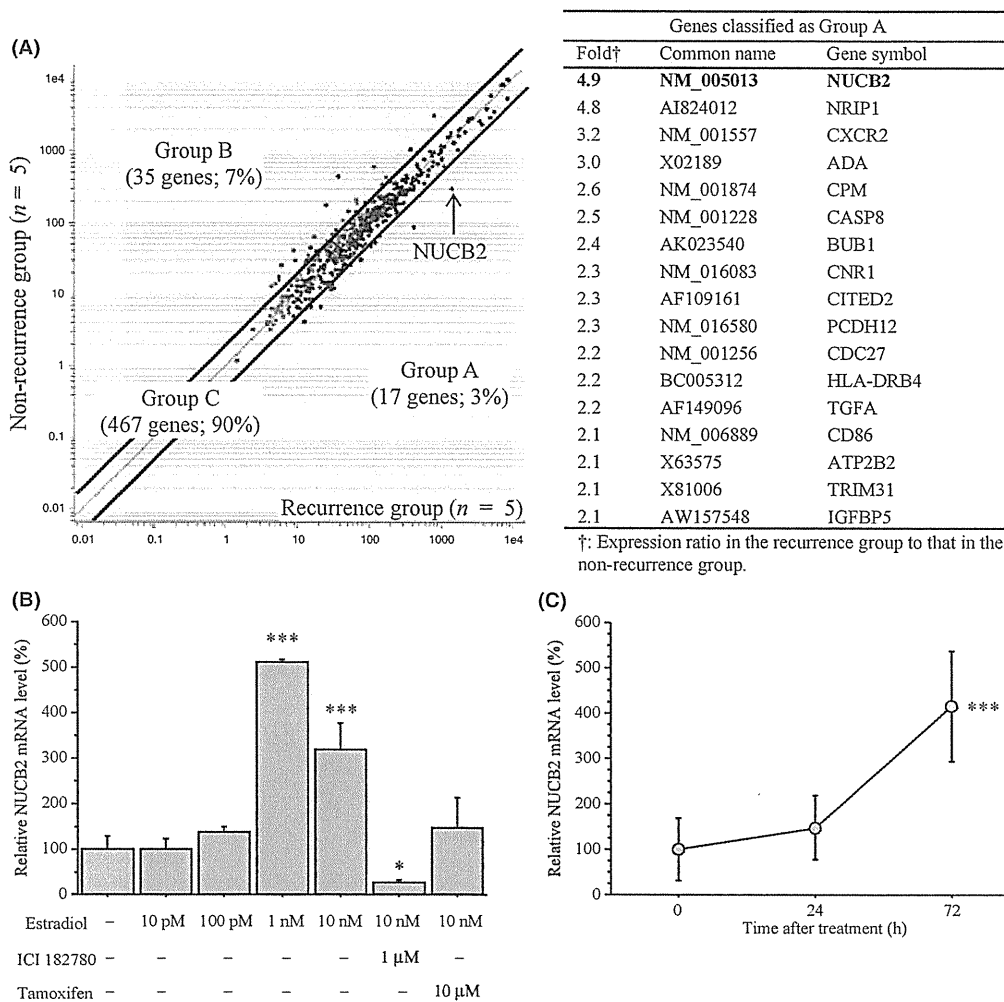 (A)
Non-recurrence group (n = 5)
1e4
1000
100
10
1
0.1
0.01
Group B
(35 genes; 7%)
NUCB2
Group A
(17 genes; 3%)
Group C
(467 genes; 90%)
Recurrence group (n = 5)
0.01 0.1 1 10 100 1000 1e4
Genes classified as Group A
Fold† Common name Gene symbol
4.9 NM_005013 NUCB2
4.8 AI824012 NRIP1
3.2 NM_001557 CXCR2
3.0 X02189 ADA
2.6 NM_001874 CPM
2.5 NM_001228 CASP8
2.4 AK023540 BUB1
2.3 NM_016083 CNR1
2.3 AF109161 CITED2
2.3 NM_016580 PCDH12
2.2 NM_001256 CDC27
2.2 BC005312 HLA-DRB4
2.2 AF149096 TGFA
2.1 NM_006889 CD86
2.1 X63575 ATP2B2
2.1 X81006 TRIM31
2.1 AW157548 IGFBP5
†: Expression ratio in the recurrence group to that in the
non-recurrence group.
(B)
Relative NUCB2 mRNA level (%)
600
500
400
300
200
100
0
***
***
*
Estradiol – 10 pM 100 pM 1 nM 10 nM 10 nM 10 nM
ICI 182780 – – – – – 1 μM –
Tamoxifen – – – – – – 10 μM
(C)
Relative NUCB2 mRNA level (%)
600
500
400
300
200
100
0
***
0 24 72
Time after treatment (h)